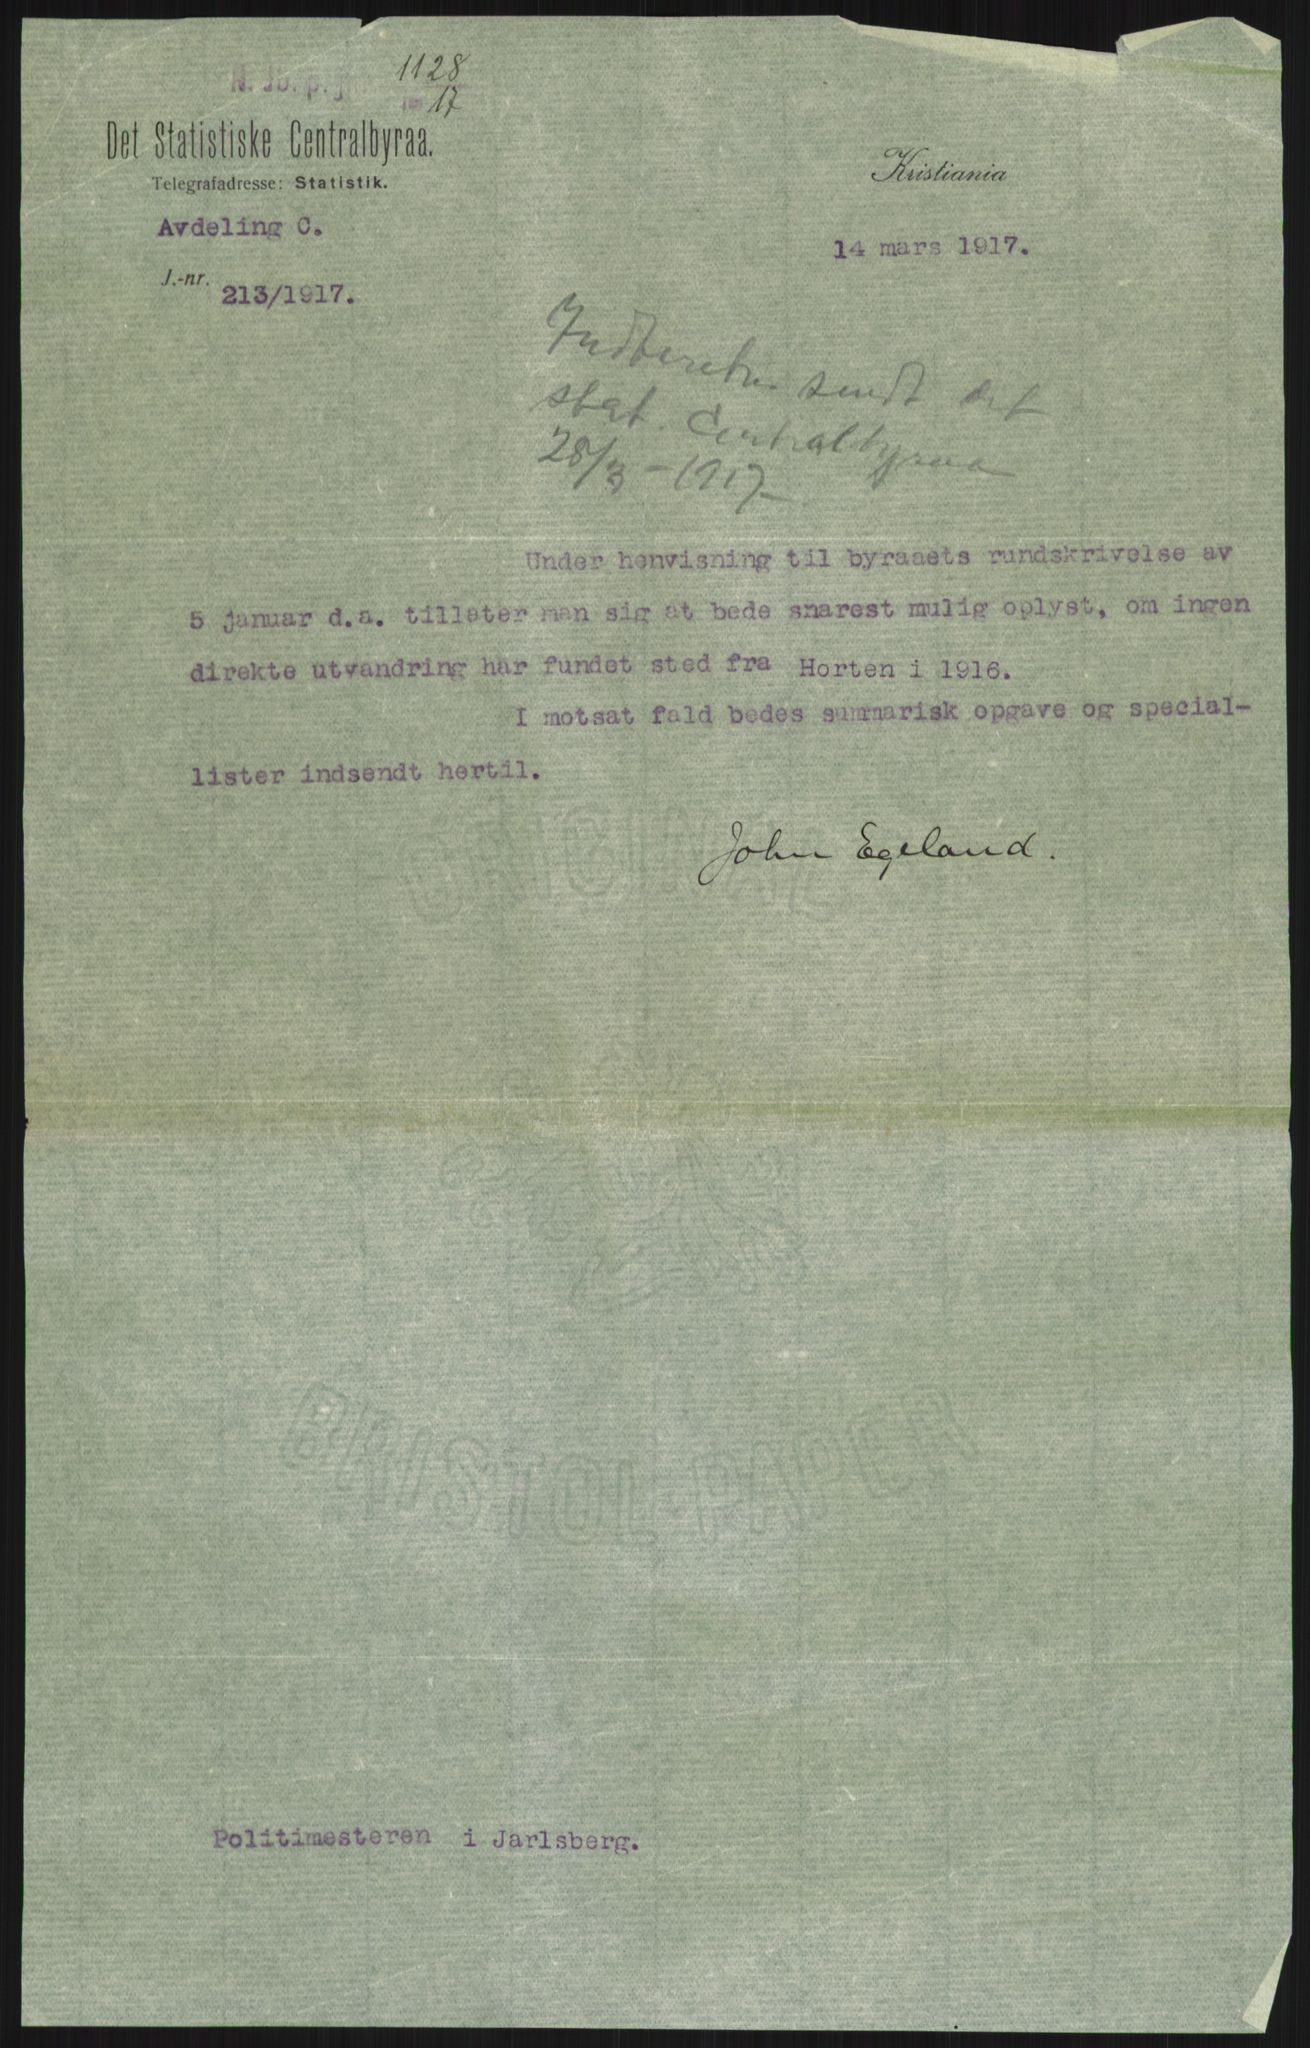 N. Jb. p. j. 1128
17
Det Statistiske Centralbyraa.
Telegrafadresse: Statistik.
Kristiania
Avdeling C.
14 mars 1917.
J.-nr. 213/1917.
Indberetn. sendt det
stat. Centralbyraa
28/3 - 1917
Under henvisning til byraaets rundskrivelse av
5 januar d.a. tillater man sig at bede snarest mulig oplyst, om ingen
direkte utvandring har fundet sted fra Horten i 1916.
I motsat fald bedes summarisk opgave og special-
lister indsendt hertil.
John Egeland.
ORIGINAL
BRISTOL PAPER
Politimesteren i Jarlsberg.